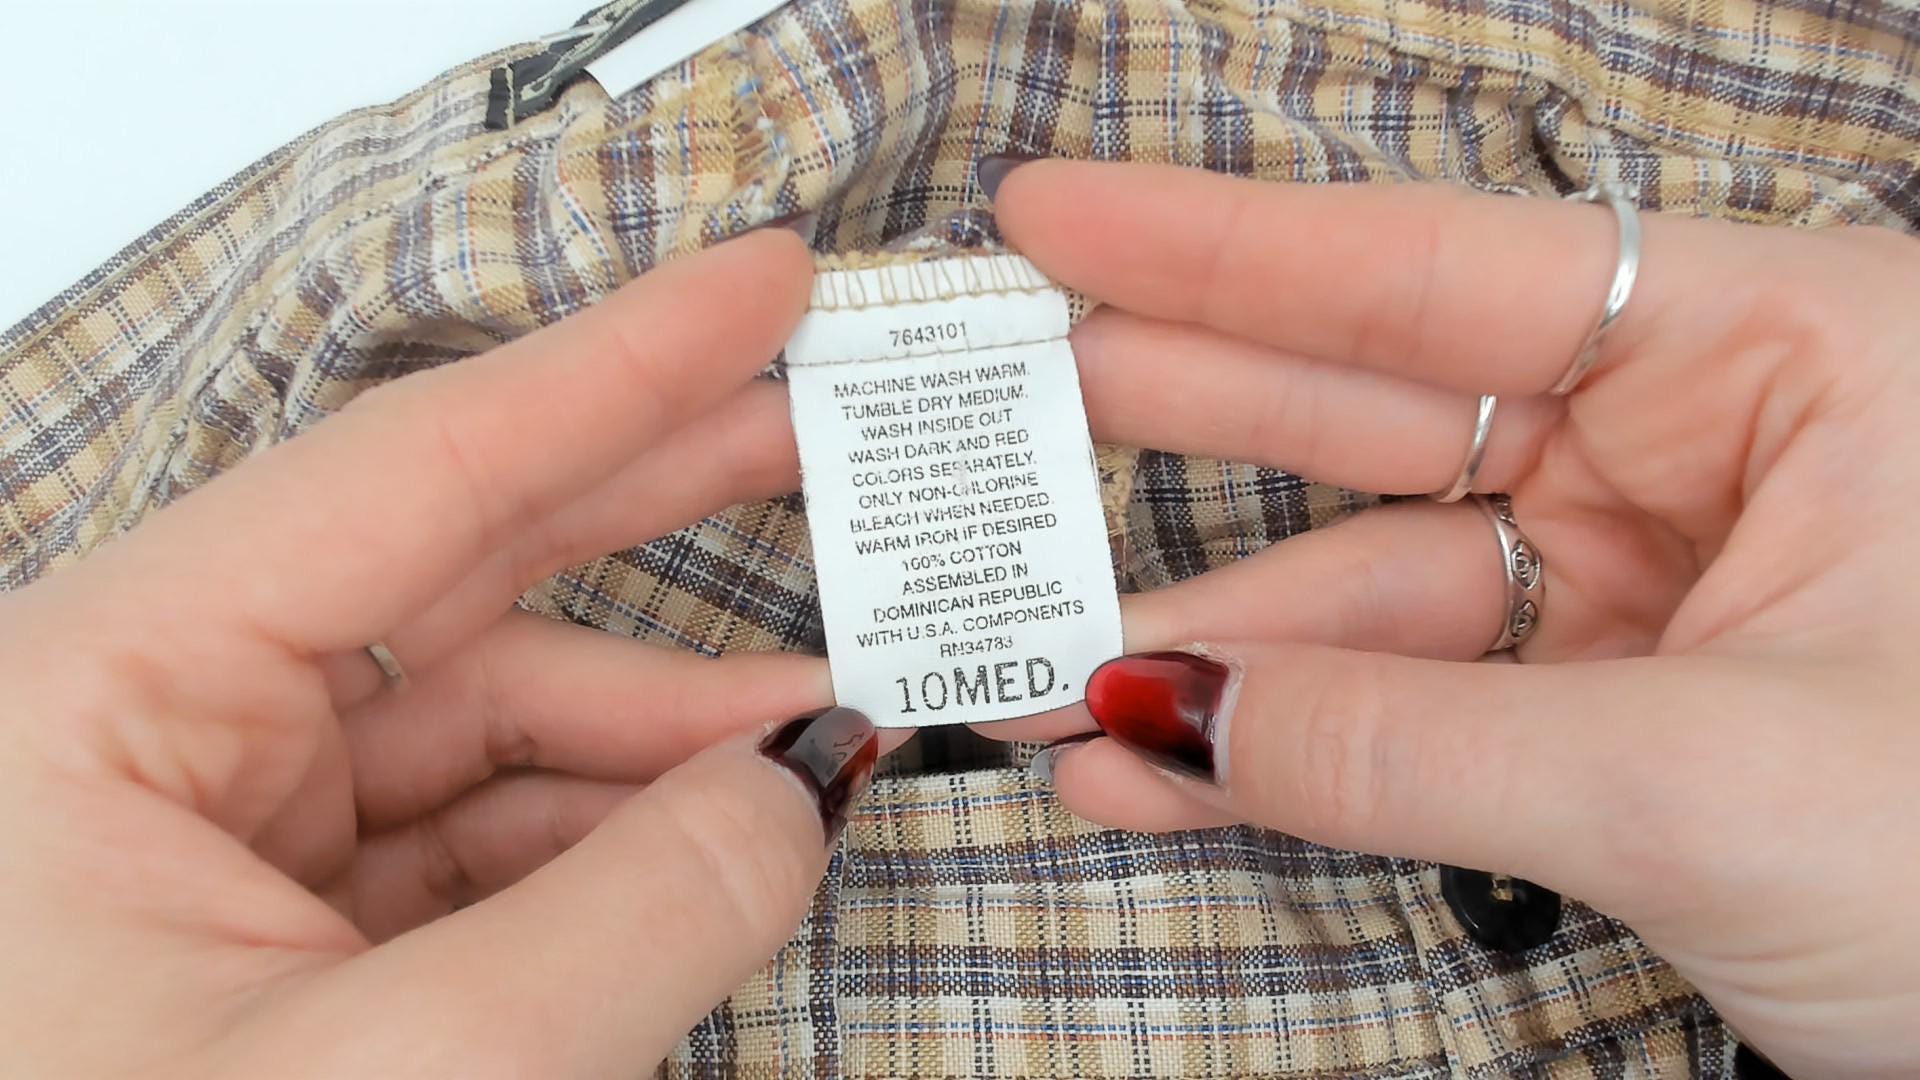 7643101
MACHINE WASH WARM.
TUMBLE DRY MEDIUM.
WASH INSIDE OUT
WASH DARK AND RED
COLORS SEPARATELY.
ONLY NON-CHLORINE
BLEACH WHEN NEEDED.
WARM IRON IF DESIRED
100% COTTON
ASSEMBLED IN
DOMINICAN REPUBLIC
WITH U.S.A. COMPONENTS
RN34783
10MED.